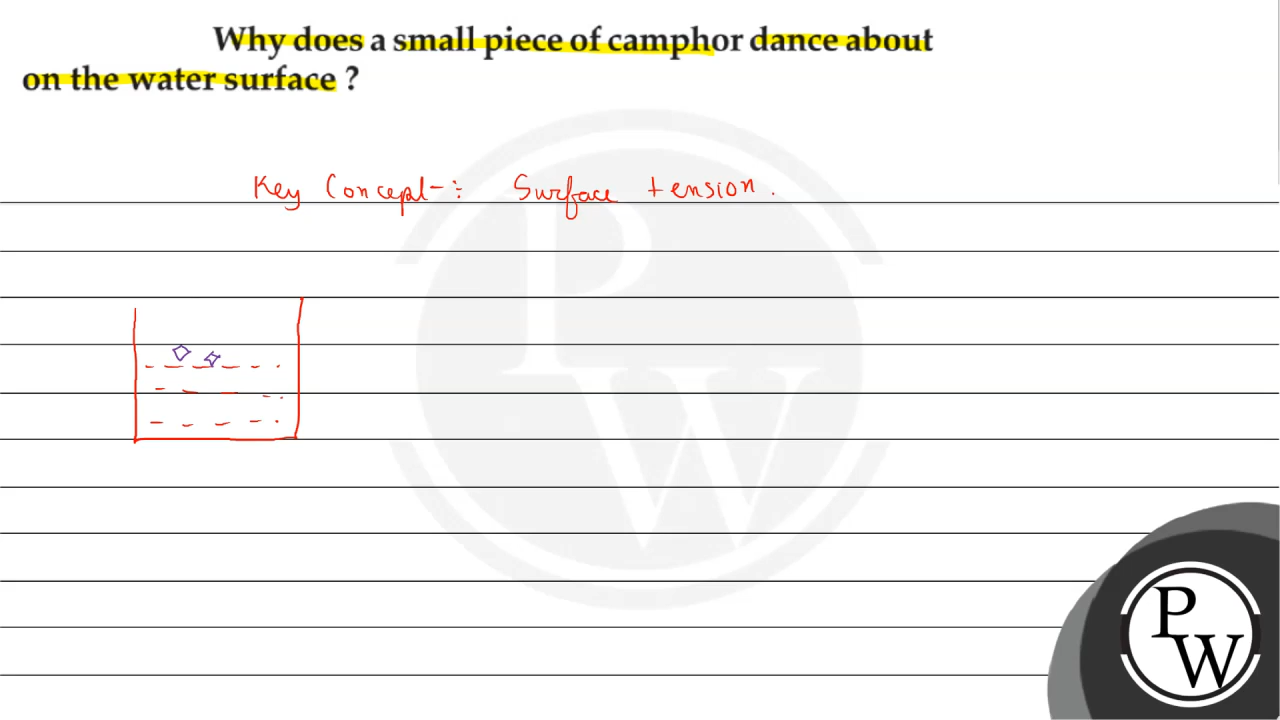 Why does a small piece of camphor dance about
on the water surface ?
Key Concept-: Surface tension.
P
W
PW